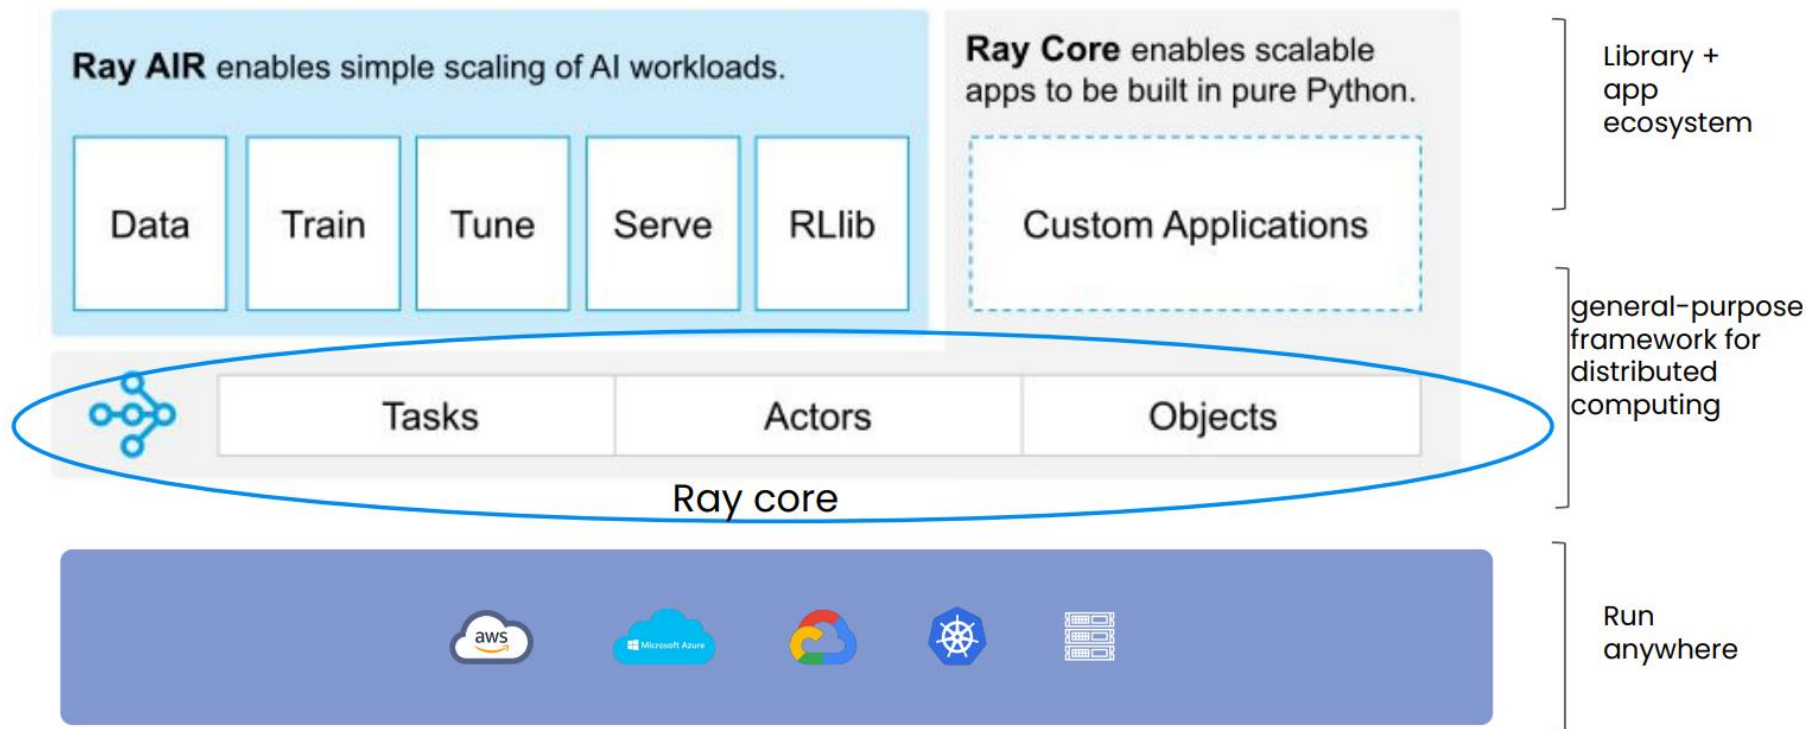 Ray AIR enables simple scaling of AI workloads.
Ray Core enables scalable
apps to be built in pure Python.
Library +
app
ecosystem
Data
Train
Tune
Serve
RLlib
Custom Applications
general-purpose
framework for
distributed
computing
Tasks
Actors
Objects
Ray core
aws
Microsoft Azure
Run
anywhere